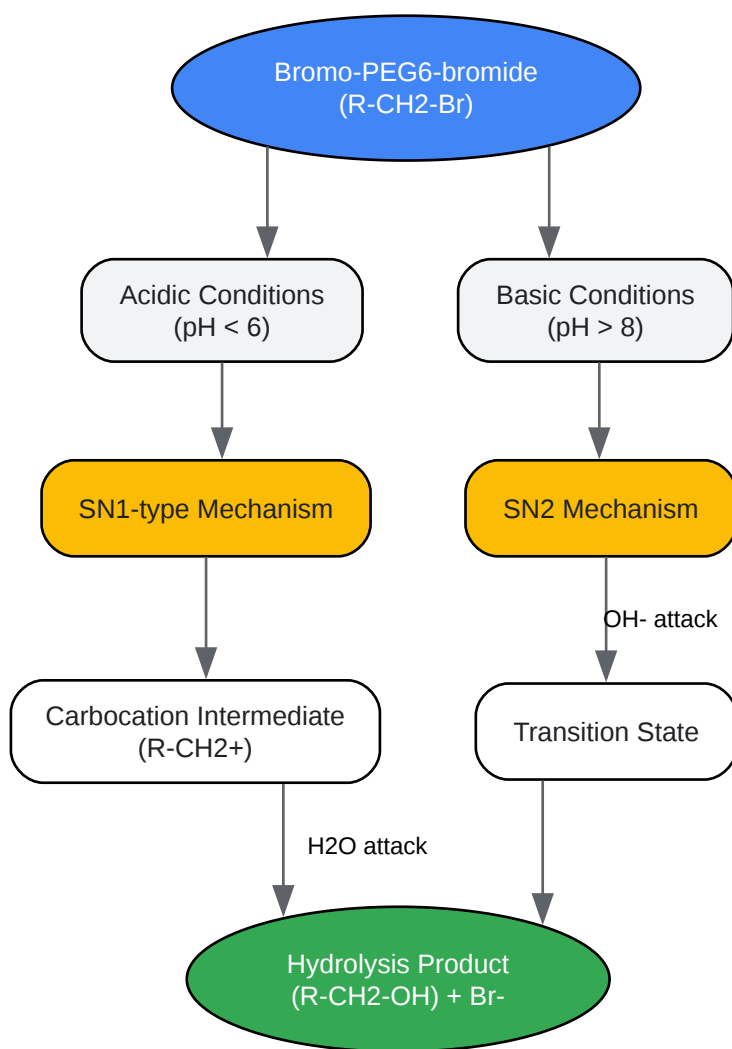 Bromo-PEG6-bromide
(R-CH2-Br)
Acidic Conditions
(pH < 6)
Basic Conditions
(pH > 8)
SN1-type Mechanism
SN2 Mechanism
OH- attack
Carbocation Intermediate
(R-CH2+)
Transition State
H2O attack
Hydrolysis Product
(R-CH2-OH) + Br-